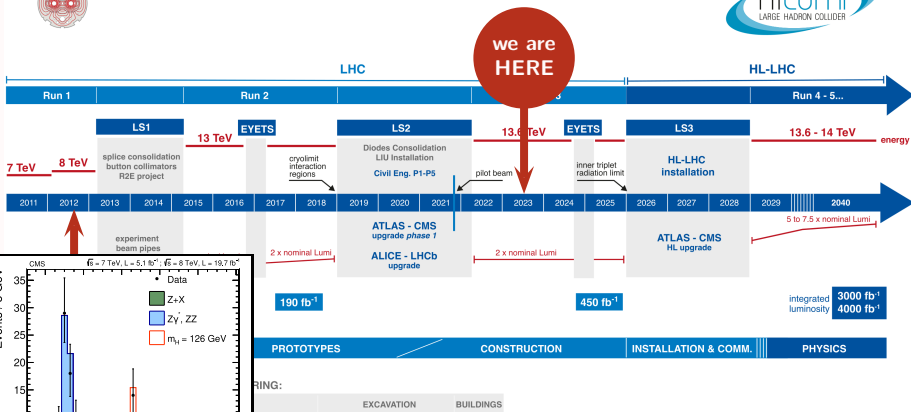 HiLumi
LARGE HADRON COLLIDER
we are
HERE
LHC
HL-LHC
Run 1
Run 2
3
Run 4 - 5...
LS1
EYETS
LS2
EYETS
LS3
7 TeV
8 TeV
13 TeV
13.6 TeV
13.6 - 14 TeV
energy
splice consolidation
button collimators
R2E project
cryolimit
interaction
regions
Diodes Consolidation
LIU Installation
Civil Eng. P1-P5
pilot beam
inner triplet
radiation limit
HL-LHC
installation
2011
2012
2013
2014
2015
2016
2017
2018
2019
2020
2021
2022
2023
2024
2025
2026
2027
2028
2029
2040
5 to 7.5 x nominal Lumi
experiment
beam pipes
2 x nominal Lumi
ATLAS - CMS
upgrade phase 1
ALICE - LHCb
upgrade
2 x nominal Lumi
ATLAS - CMS
HL upgrade
190 fb-1
450 fb-1
integrated
luminosity
3000 fb-1
4000 fb-1
PROTOTYPES
CONSTRUCTION
INSTALLATION & COMM.
PHYSICS
RING:
EXCAVATION
BUILDINGS
CMS
√s = 7 TeV, L = 5.1 fb-1 ; √s = 8 TeV, L = 19.7 fb-1
Data
Z+X
Zγ*, ZZ
mH = 126 GeV
35
30
25
20
15